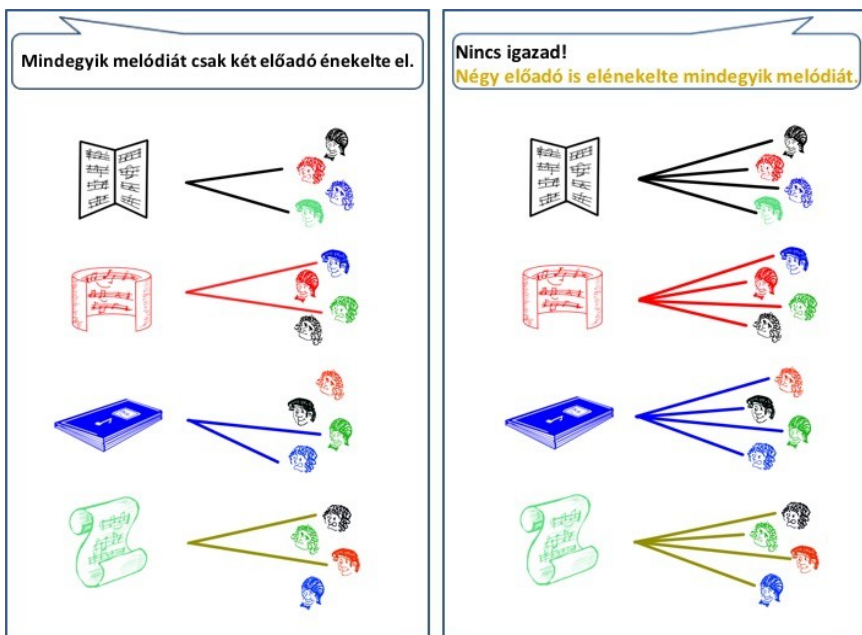 Mindegyik melódiát csak két előadó énekelte el.
Nincs igazad!
Négy előadó is elénekelte mindegyik melódiát.